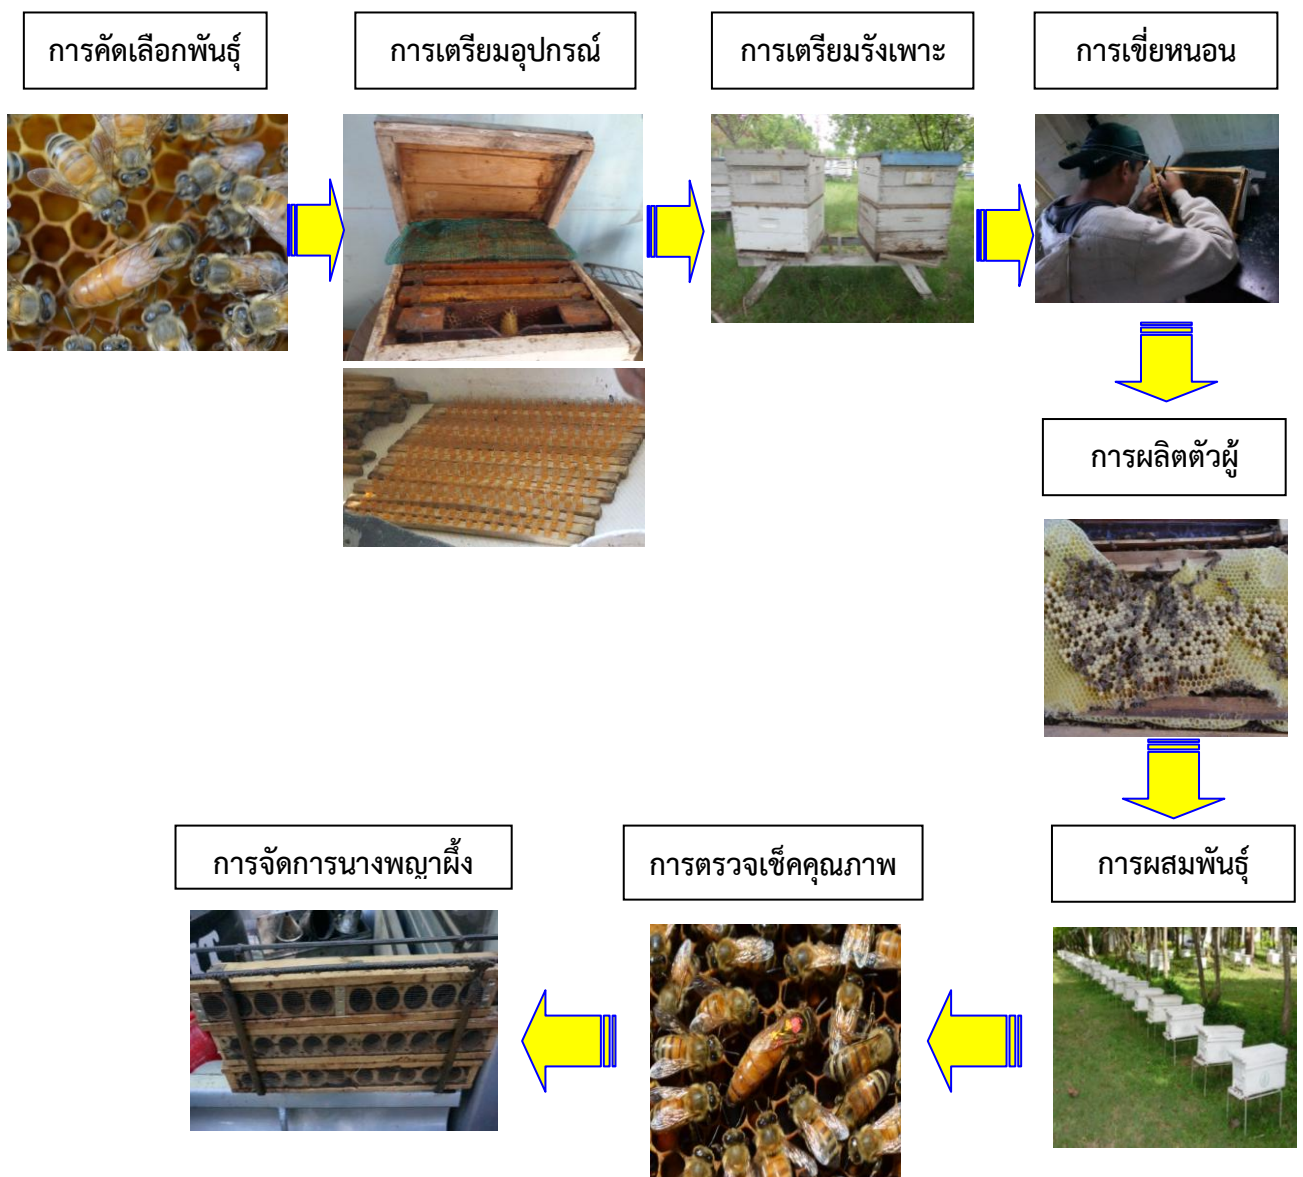 การคัดเลือกพันธุ์
การเตรียมอุปกรณ์
การเตรียมรังเพาะ
การเขี่ยหนอน
การผลิตตัวผู้
การผสมพันธุ์
การตรวจเช็คคุณภาพ
การจัดการนางพญาผึ้ง